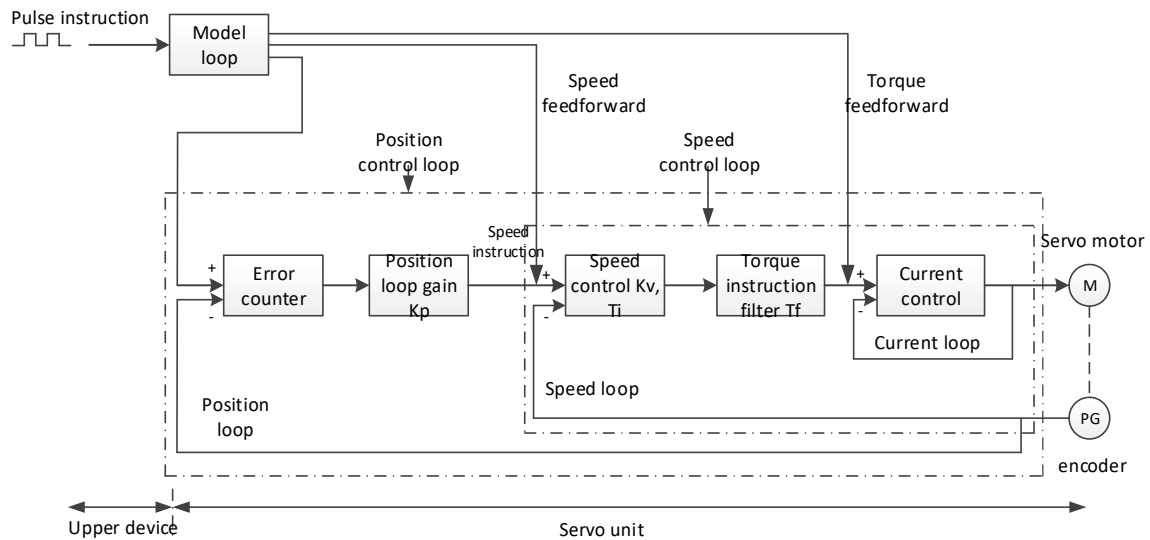 Pulse instruction
Model
loop
Speed
feedforward
Torque
feedforward
Position
control loop
Speed
control loop
Speed
instruction
Servo motor
+
-
Error
counter
Position
loop gain
Kp
+
-
Speed
control Kv,
Ti
Torque
instruction
filter Tf
+
-
Current
control
M
Current loop
Speed loop
Position
loop
PG
encoder
Upper device
Servo unit